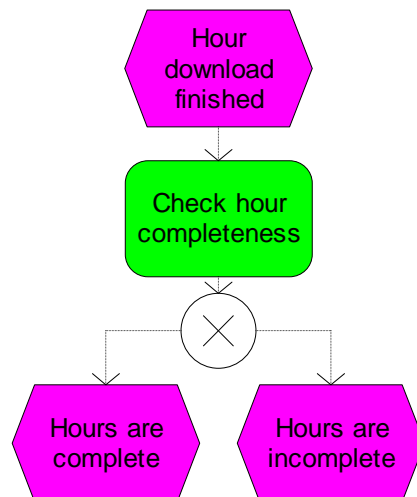 Hour
download
finished
Check hour
completeness
Hours are
complete
Hours are
incomplete